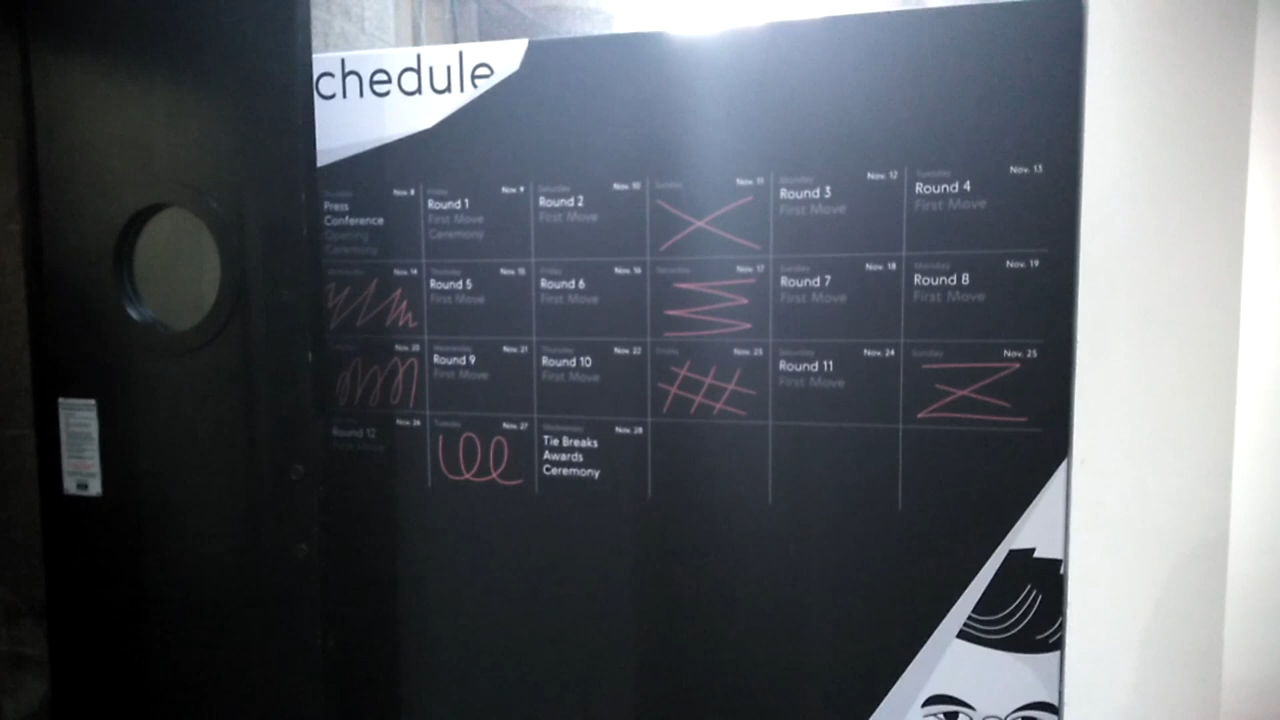 chedule
Thursday Nov. 8
Press
Conference
Opening
Ceremony
Friday Nov. 9
Round 1
First Move
Ceremony
Saturday Nov. 10
Round 2
First Move
Sunday Nov. 11
Monday Nov. 12
Round 3
First Move
Tuesday Nov. 13
Round 4
First Move
Wednesday Nov. 14
Thursday Nov. 15
Round 5
First Move
Friday Nov. 16
Round 6
First Move
Saturday Nov. 17
Sunday Nov. 18
Round 7
First Move
Monday Nov. 19
Round 8
First Move
Nov. 20
Wednesday Nov. 21
Round 9
First Move
Thursday Nov. 22
Round 10
First Move
Friday Nov. 23
Saturday Nov. 24
Round 11
First Move
Sunday Nov. 25
Nov. 26
Round 12
First Move
Tuesday Nov. 27
Wednesday Nov. 28
Tie Breaks
Awards
Ceremony